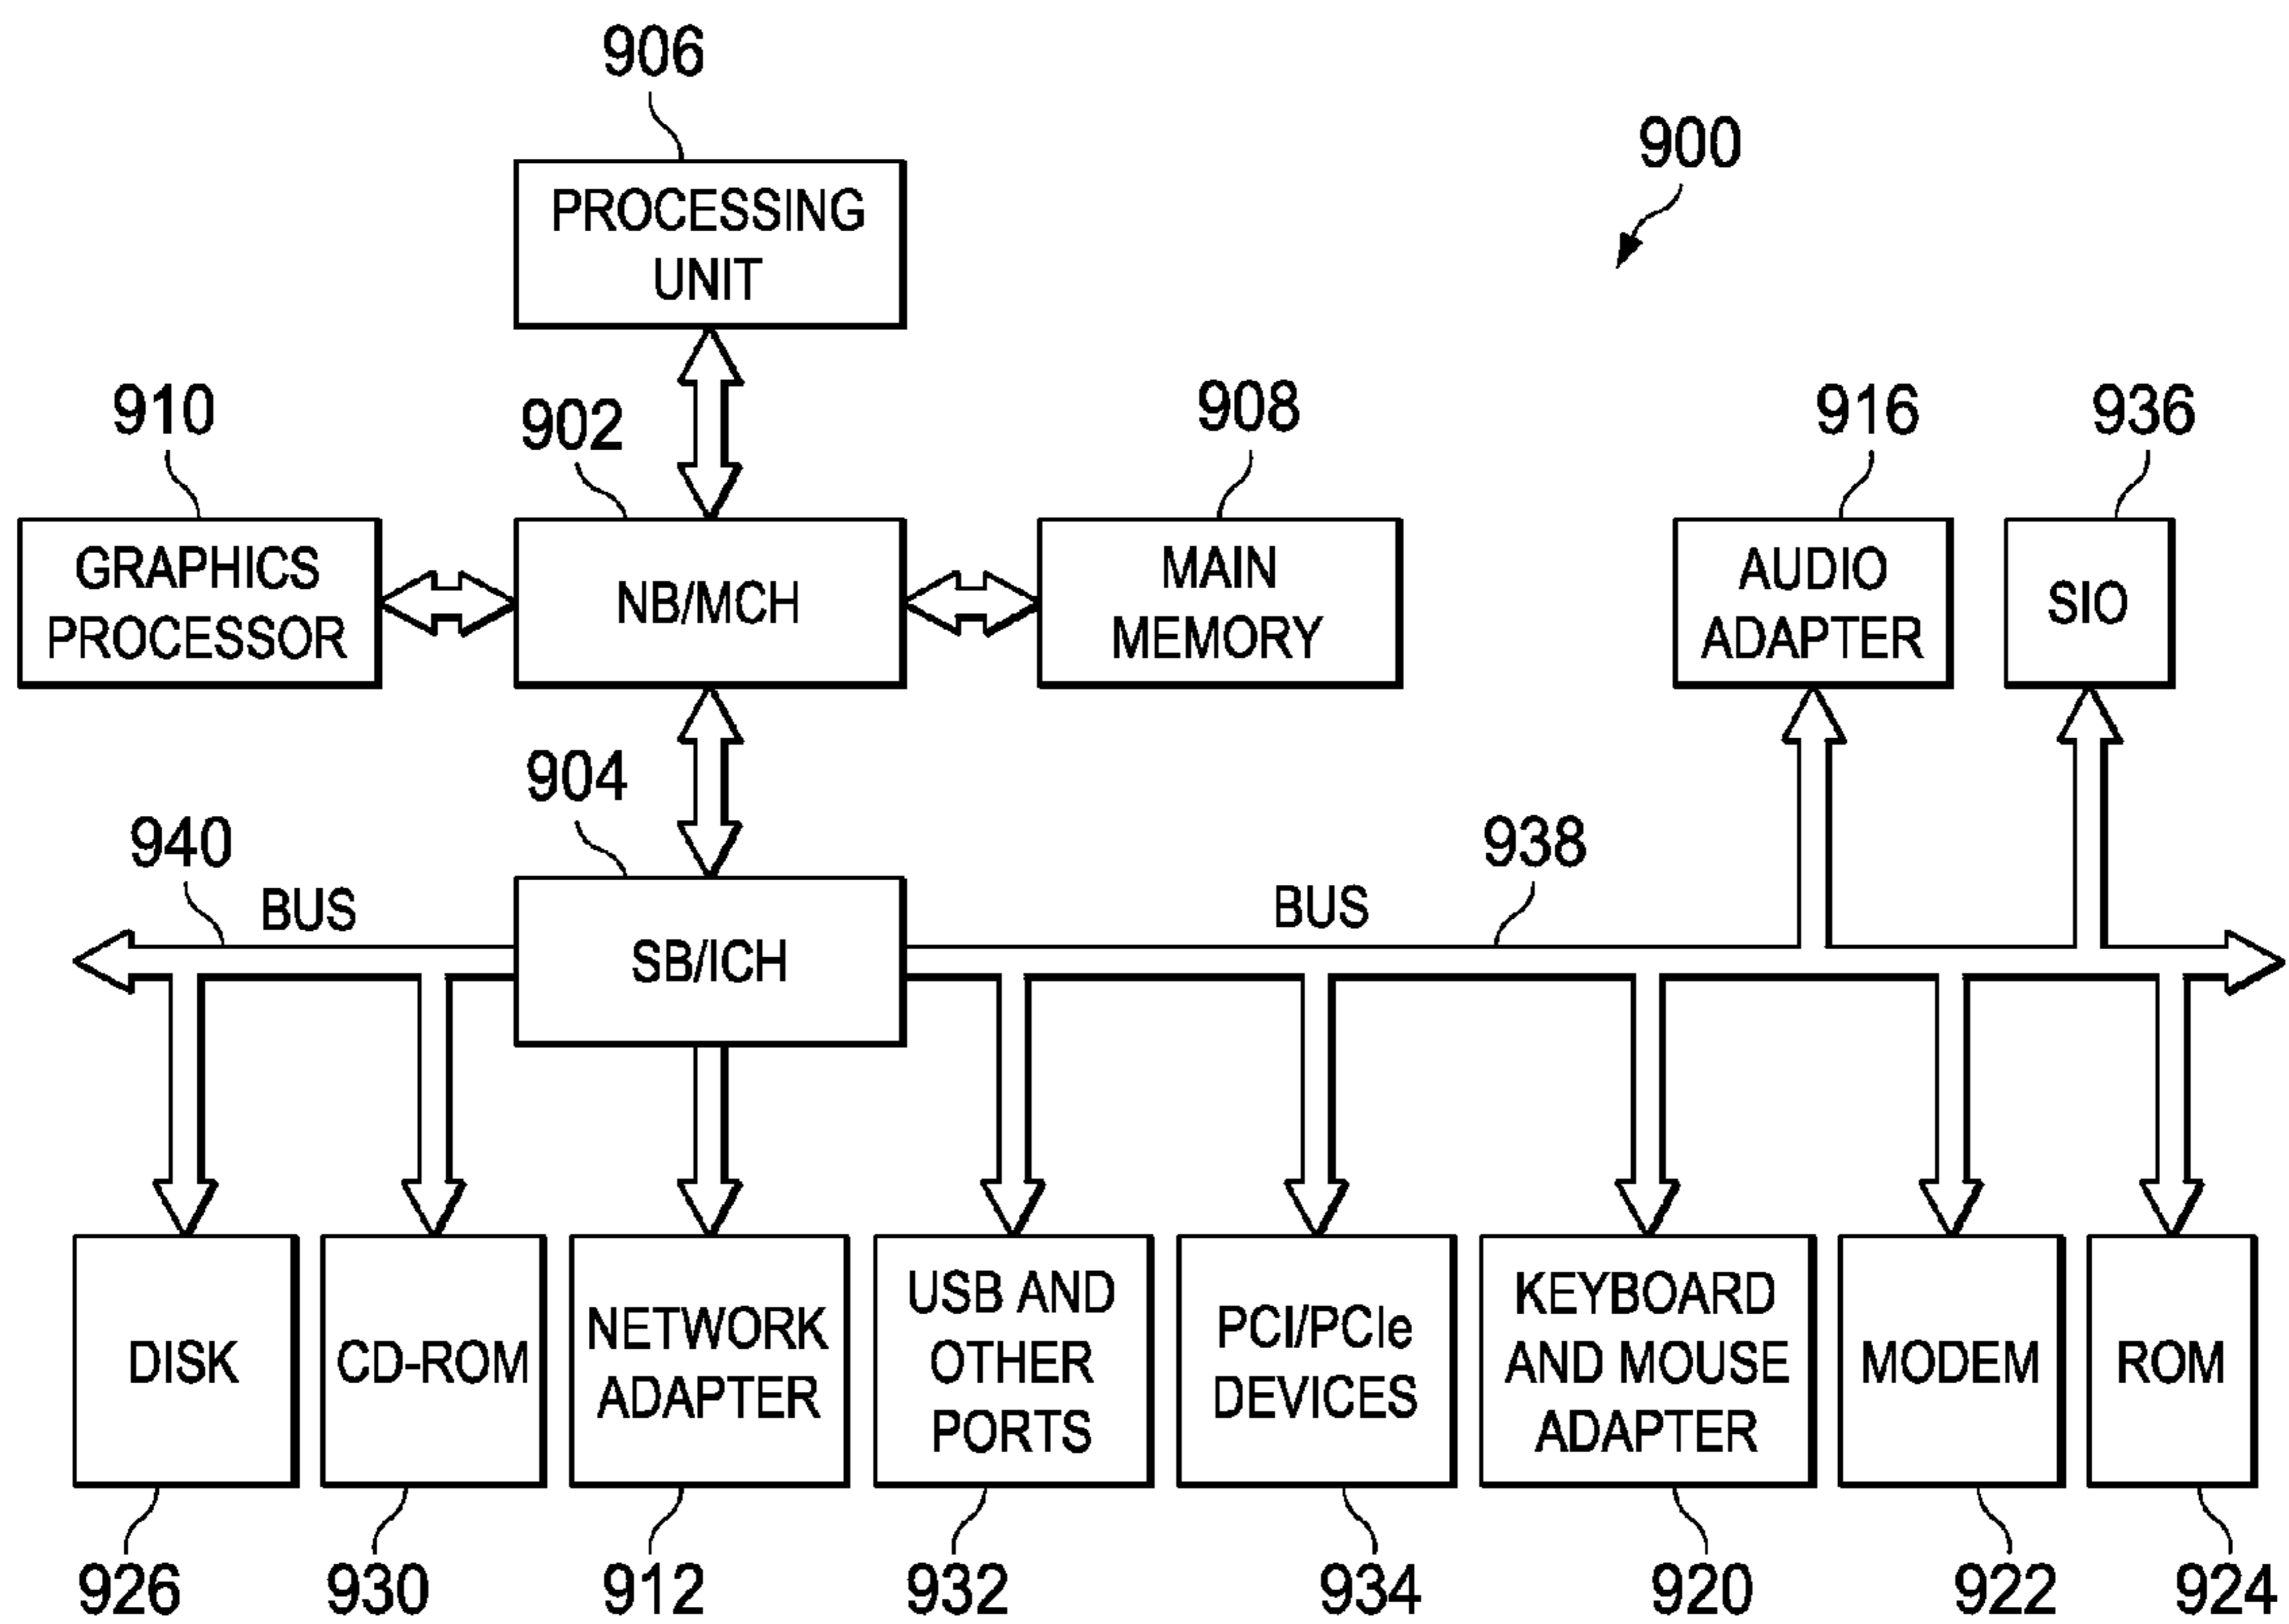 906
900
PROCESSING
UNIT
910
902
908
916
936
GRAPHICS
PROCESSOR
NB/MCH
MAIN
MEMORY
AUDIO
ADAPTER
SIO
904
940
938
BUS
BUS
SB/ICH
DISK
CD-ROM
NETWORK
ADAPTER
USB AND
OTHER
PORTS
PCI/PCIe
DEVICES
KEYBOARD
AND MOUSE
ADAPTER
MODEM
ROM
926
930
912
932
934
920
922
924